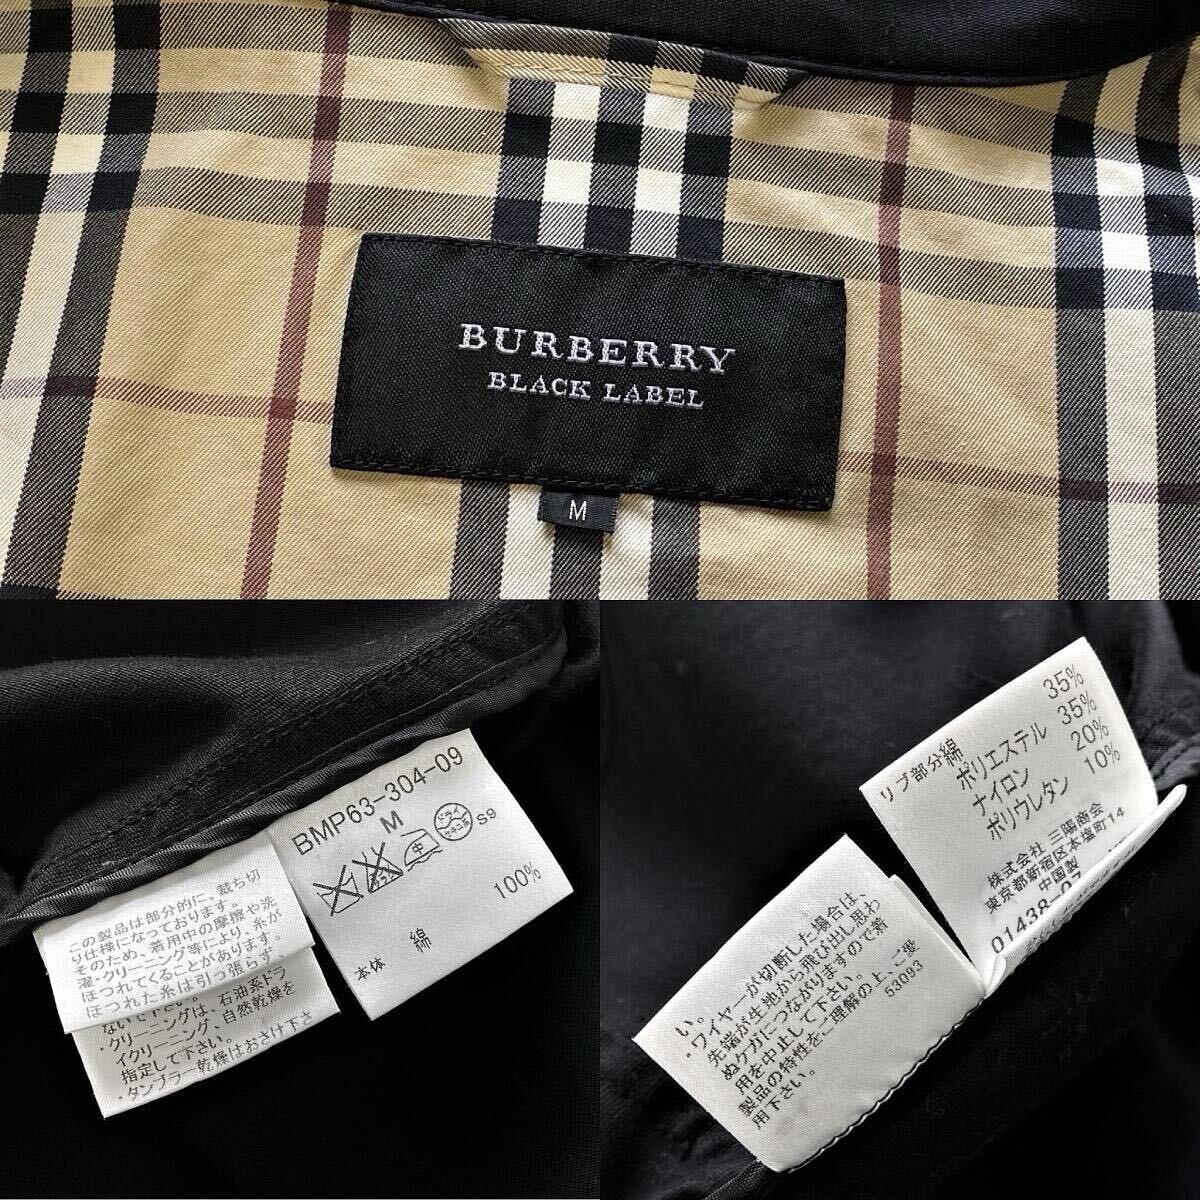 BURBERRY
BLACK LABEL
M
BMP63-304-09
M
ドライ
セキユ系
S9
本体 綿 100%
この製品は部分的に、裁ち切
り仕様になっております。
そのため、着用中の摩擦や洗
濯・クリーニング等により、糸が
ほつれてくることがあります。
ほつれた糸は引っ張らず、
ないで下さい。
・クリーニングは、石油系ドラ
イクリーニング、自然乾燥を
指定して下さい。
・タンブラー乾燥はおさけ下さ
リブ部分綿 35%
ポリエステル 35%
ナイロン 20%
ポリウレタン 10%
株式会社 三陽商会
東京都新宿区本塩町14
中国製
01438-07
い。
・ワイヤーが切断した場合は、
先端が生地から飛び出し思わ
ぬケガにつながりますので着
用を中止して下さい。
製品の特性をご理解の上、ご愛
用下さい。
53093